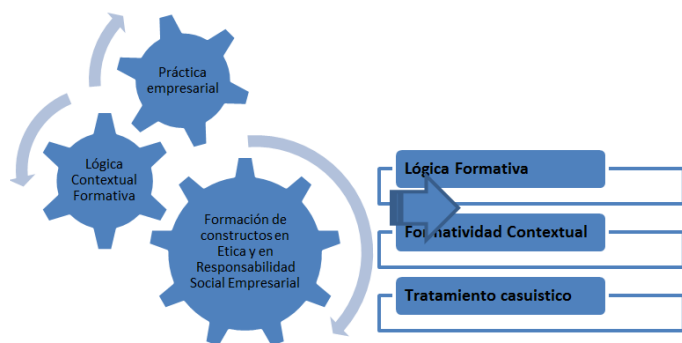 Práctica
empresarial
Lógica
Contextual
Formativa
Formación de
constructos en
Etica y en
Responsabilidad
Social Empresarial
Lógica Formativa
Formatividad Contextual
Tratamiento casuistico